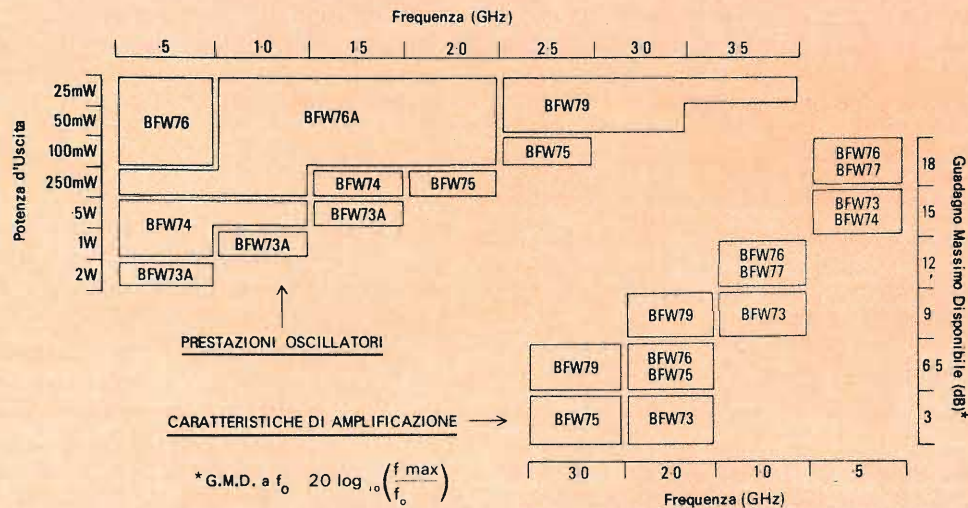 Frequenza (GHz)
·5 1·0 1·5 2·0 2·5 3·0 3·5
Potenza d'Uscita
25mW
50mW
100mW
250mW
·5W
1W
2W
BFW76
BFW76A
BFW79
BFW75
BFW74
BFW75
BFW74
BFW73A
BFW73A
BFW73A
PRESTAZIONI OSCILLATORI
BFW76
BFW77
BFW73
BFW74
BFW76
BFW77
BFW79
BFW73
BFW79
BFW76
BFW75
BFW75
BFW73
18
15
12
9
6·5
3
Guadagno Massimo Disponibile (dB)*
CARATTERISTICHE DI AMPLIFICAZIONE
3·0 2·0 1·0 ·5
Frequenza (GHz)
*G.M.D. a f₀ 20 log ₁₀ (f max / f₀)